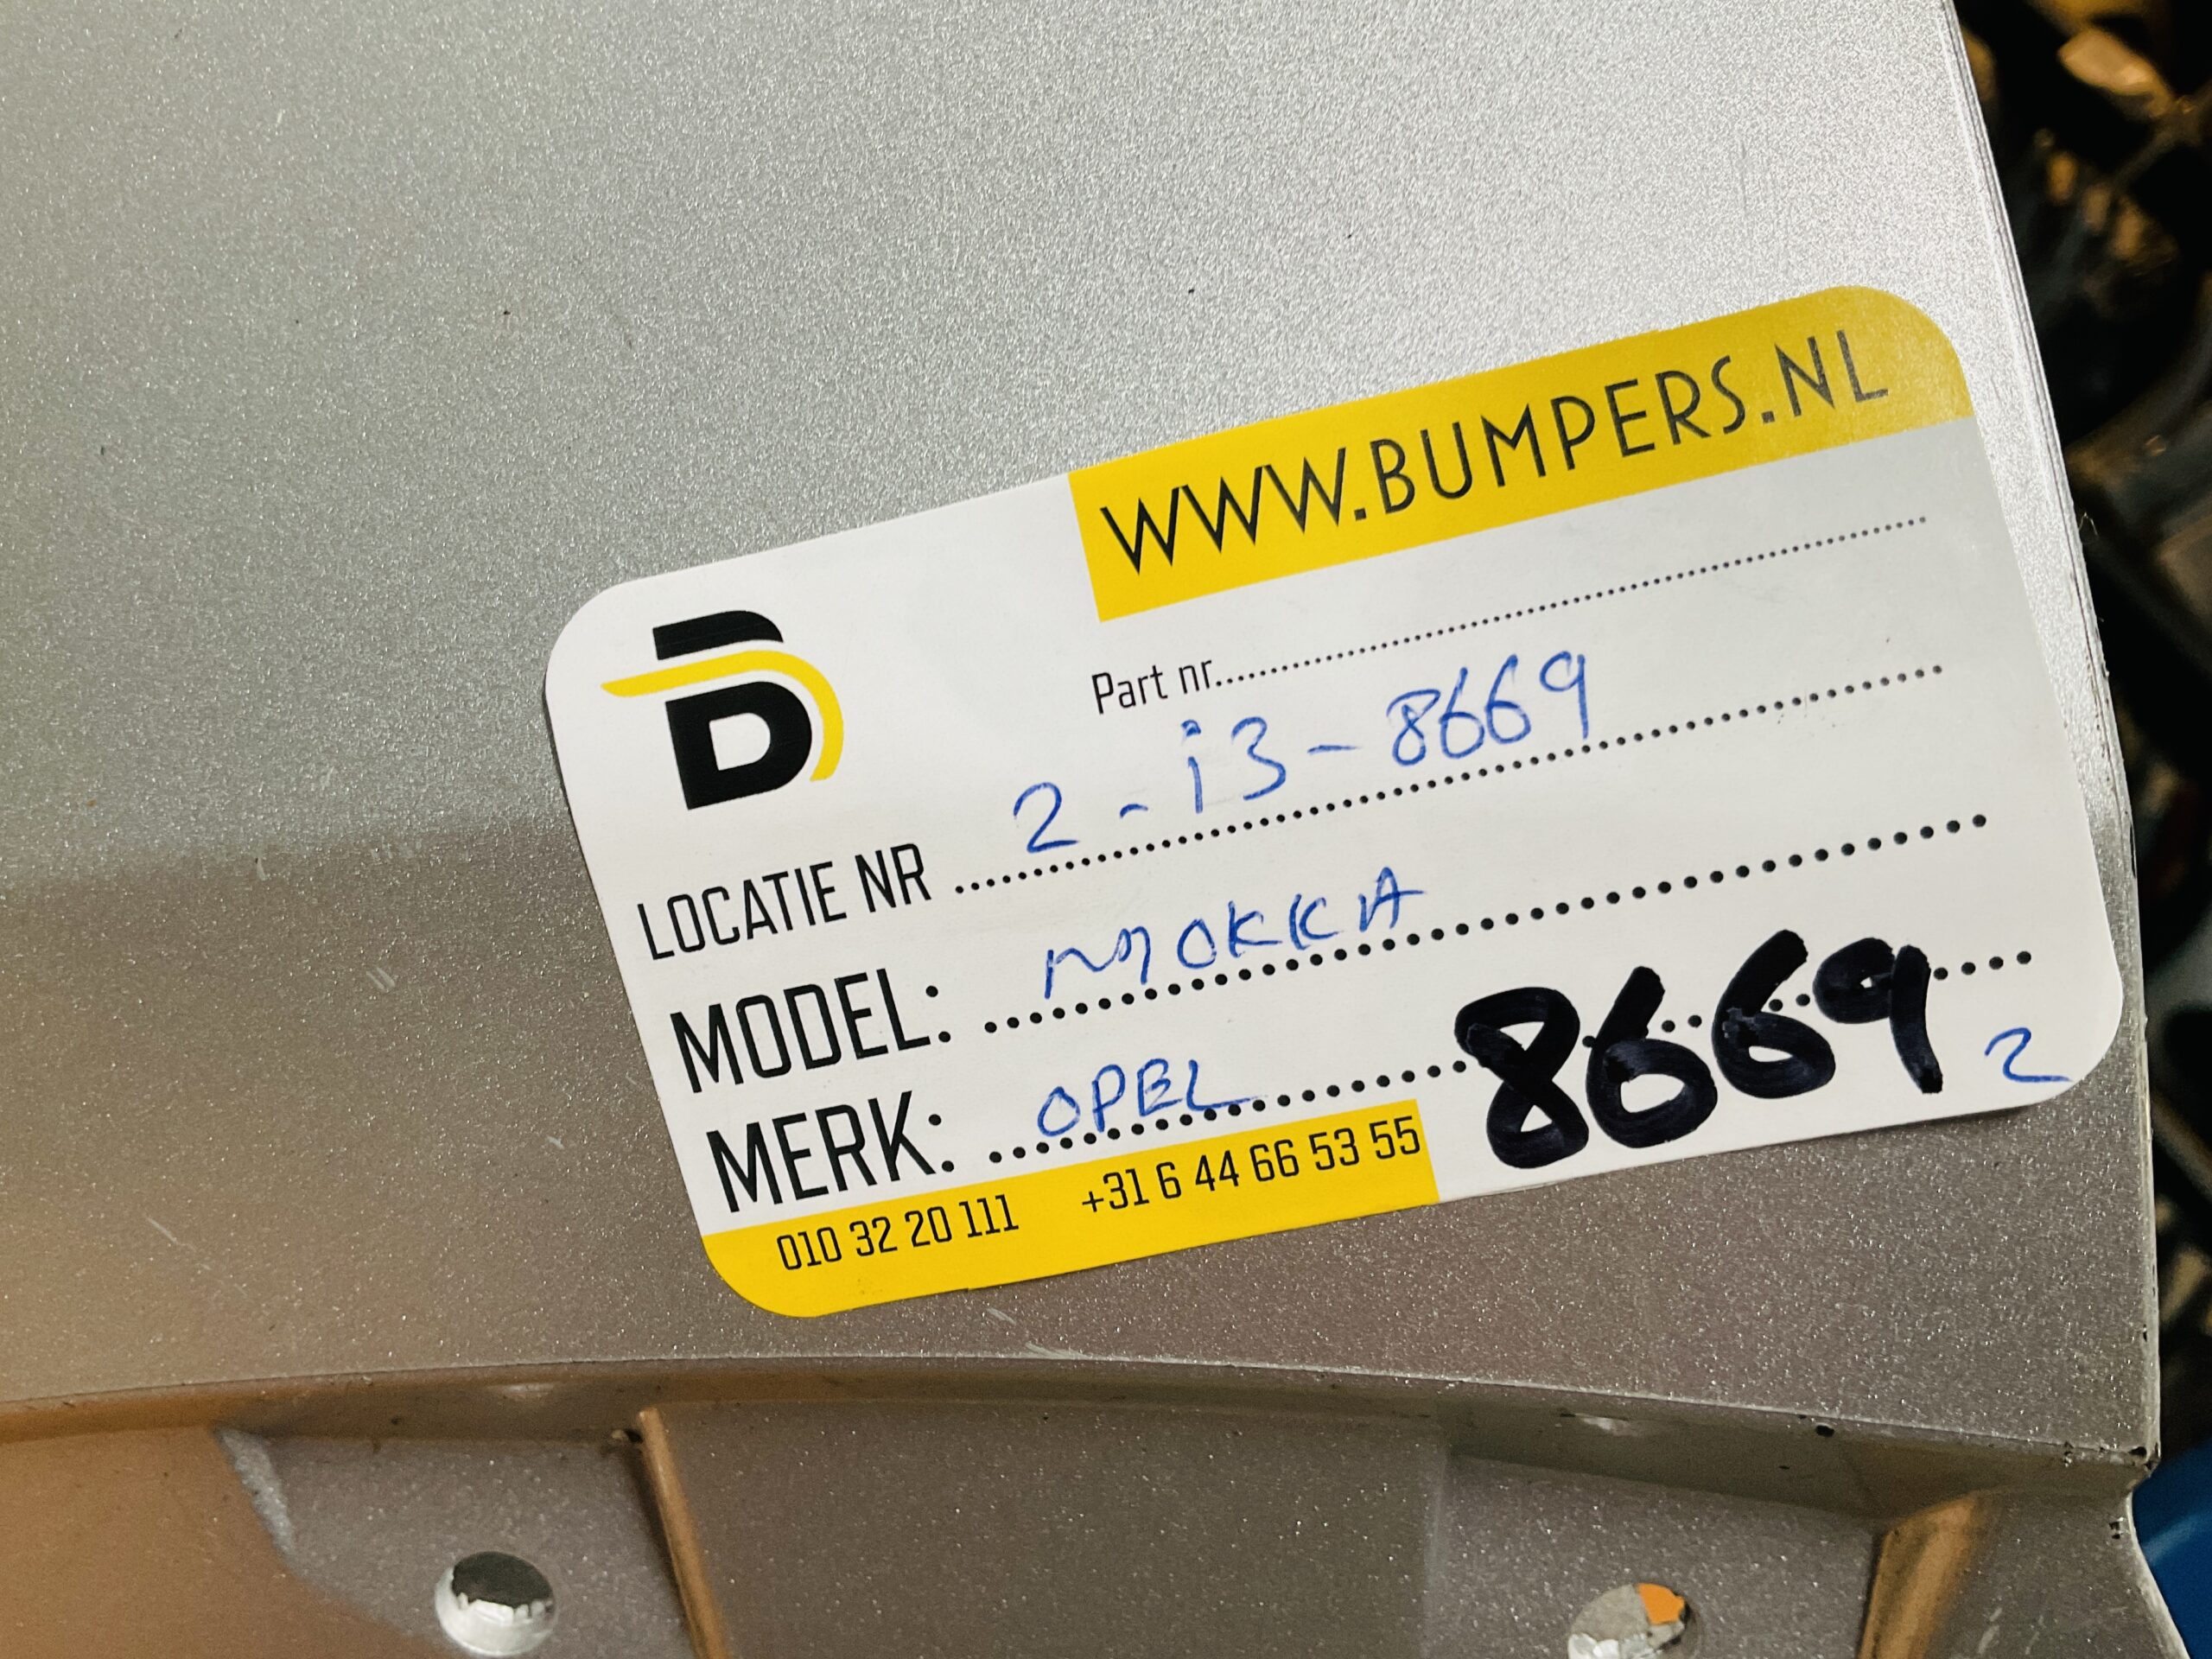 WWW.BUMPERS.NL
B
Part nr....................
LOCATIE NR 2-i3-8669
MODEL: MOKKA
MERK: OPEL
8669 2
010 32 20 111 +31 6 44 66 53 55